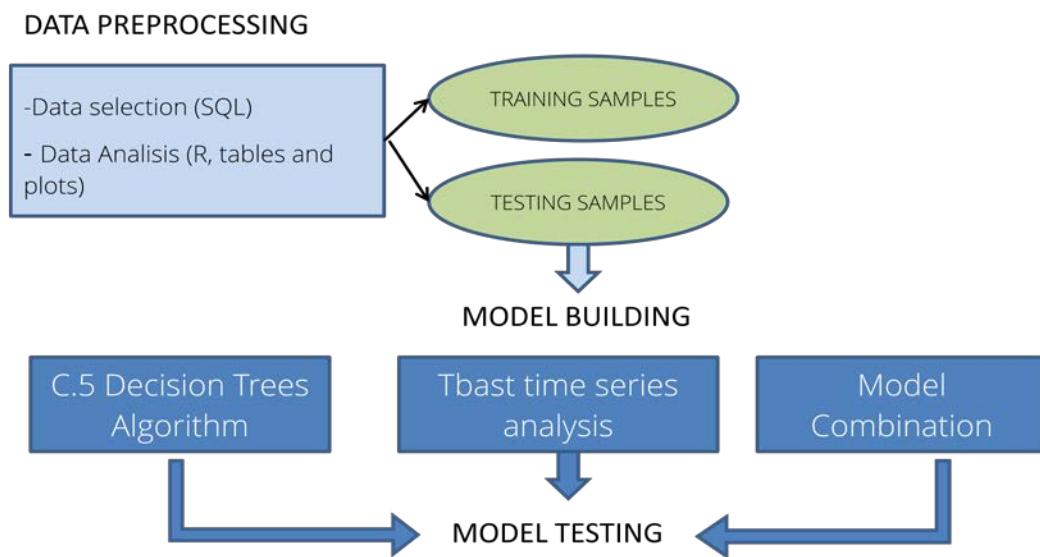 DATA PREPROCESSING
-Data selection (SQL)
- Data Analisis (R, tables and
plots)
TRAINING SAMPLES
TESTING SAMPLES
MODEL BUILDING
C.5 Decision Trees
Algorithm
Tbast time series
analysis
Model
Combination
MODEL TESTING